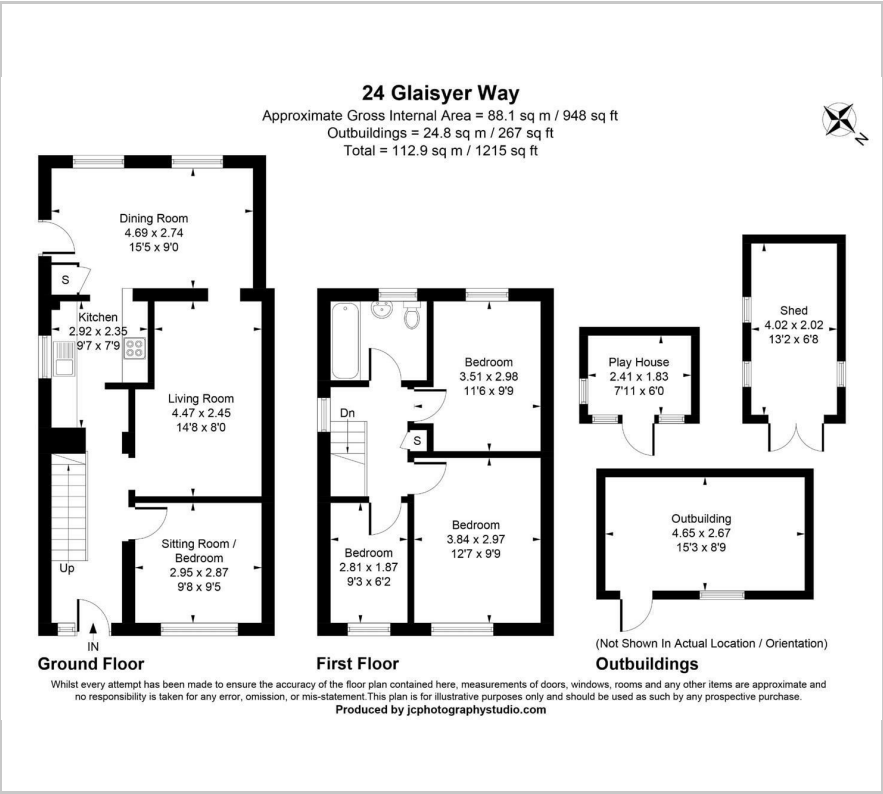 24 Glaisyer Way
Approximate Gross Internal Area = 88.1 sq m / 948 sq ft
Outbuildings = 24.8 sq m / 267 sq ft
Total = 112.9 sq m / 1215 sq ft
N
Dining Room
4.69 x 2.74
15'5 x 9'0
S
Kitchen
2.92 x 2.35
9'7 x 7'9
Living Room
4.47 x 2.45
14'8 x 8'0
Sitting Room /
Bedroom
2.95 x 2.87
9'8 x 9'5
Up
IN
Ground Floor
Bedroom
3.51 x 2.98
11'6 x 9'9
Dn
S
Bedroom
3.84 x 2.97
12'7 x 9'9
Bedroom
2.81 x 1.87
9'3 x 6'2
First Floor
Play House
2.41 x 1.83
7'11 x 6'0
Shed
4.02 x 2.02
13'2 x 6'8
Outbuilding
4.65 x 2.67
15'3 x 8'9
(Not Shown In Actual Location / Orientation)
Outbuildings
Whilst every attempt has been made to ensure the accuracy of the floor plan contained here, measurements of doors, windows, rooms and any other items are approximate and
no responsibility is taken for any error, omission, or mis-statement.This plan is for illustrative purposes only and should be used as such by any prospective purchase.
Produced by jcphotographystudio.com